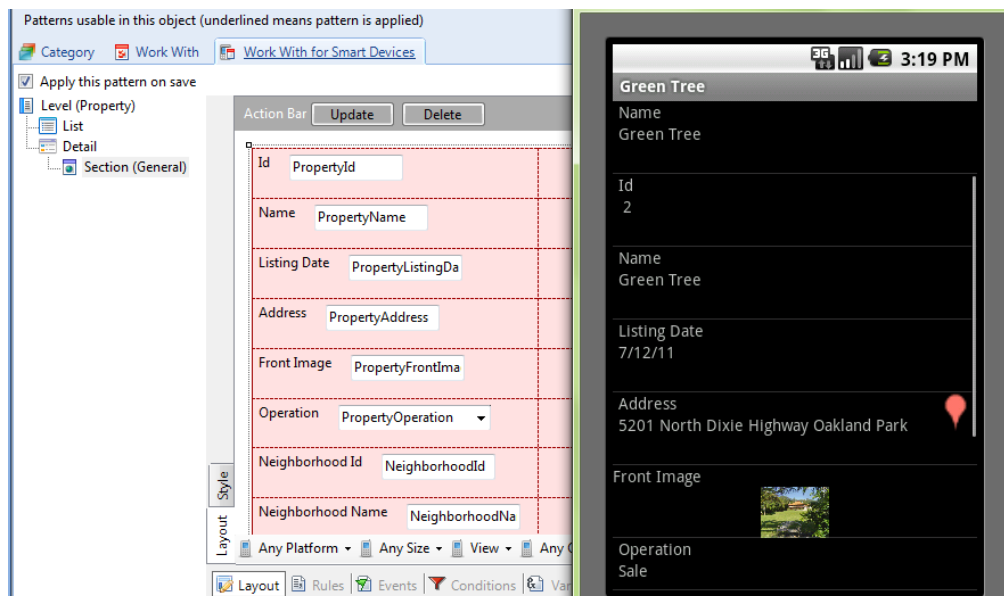 Patterns usable in this object (underlined means pattern is applied)
Category Work With Work With for Smart Devices
Apply this pattern on save
Level (Property)
List
Detail
Section (General)
Action Bar Update Delete
Id PropertyId
Name PropertyName
Listing Date PropertyListingDa
Address PropertyAddress
Front Image PropertyFrontIma
Operation PropertyOperation
Neighborhood Id NeighborhoodId
Neighborhood Name NeighborhoodNa
Style
Layout
Any Platform Any Size View Any
Layout Rules Events Conditions Var
3G 3:19 PM
Green Tree
Name
Green Tree
Id
2
Name
Green Tree
Listing Date
7/12/11
Address
5201 North Dixie Highway Oakland Park
Front Image
Operation
Sale